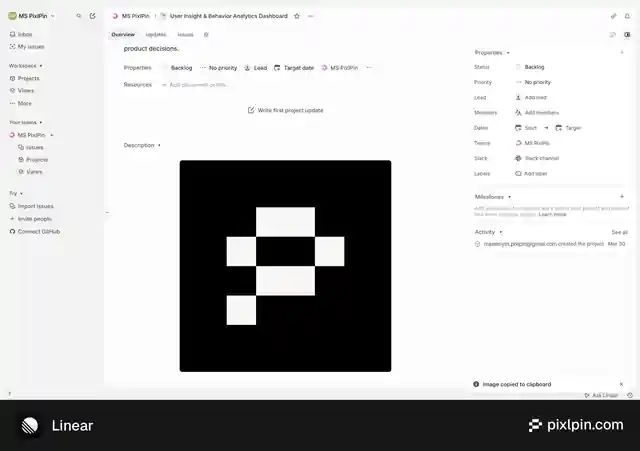 MS PixlPin
MS PixlPin › User Insight & Behavior Analytics Dashboard
Inbox
My issues
Workspace
Projects
Views
More
Your teams
MS PixlPin
Issues
Projects
Views
Try
Import issues
Invite people
Connect GitHub
Overview Updates Issues
product decisions.
Properties Backlog No priority Lead Target date MS PixlPin
Resources
Write first project update
Description
Properties
Status Backlog
Priority No priority
Lead Add lead
Members Add members
Dates Start → Target
Teams MS PixlPin
Slack Slack channel
Labels Add label
Milestones
Learn more
Activity See all
created the project Mar 30
Image copied to clipboard
Ask Linear
Linear
pixlpin.com